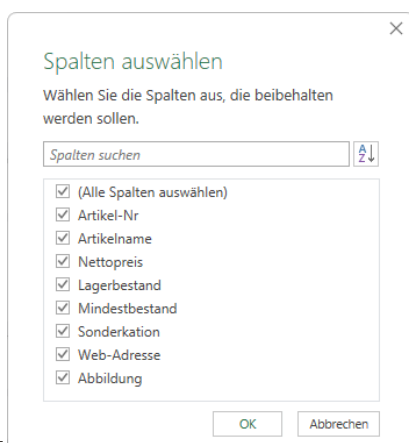 Spalten auswählen
Wählen Sie die Spalten aus, die beibehalten
werden sollen.
Spalten suchen
A
Z
(Alle Spalten auswählen)
Artikel-Nr
Artikelname
Nettopreis
Lagerbestand
Mindestbestand
Sonderkation
Web-Adresse
Abbildung
OK Abbrechen